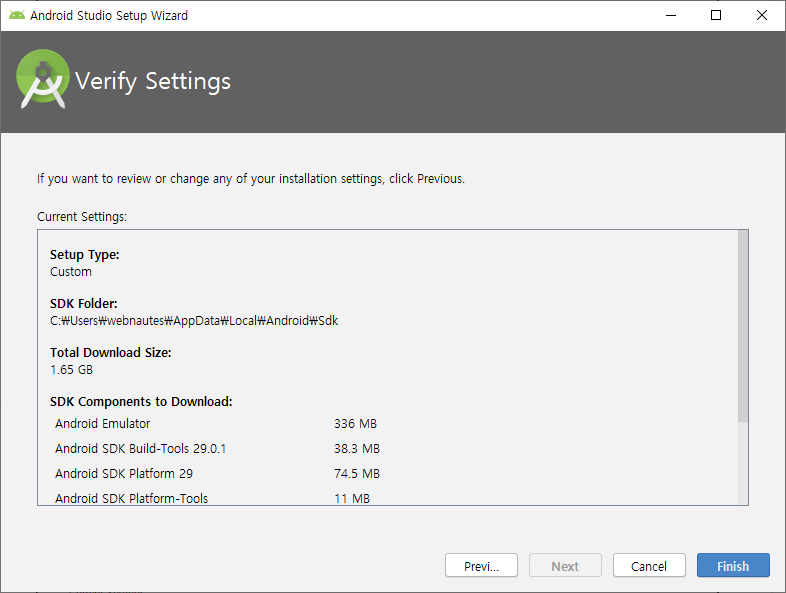 Android Studio Setup Wizard
Verify Settings
If you want to review or change any of your installation settings, click Previous.
Current Settings:
Setup Type:
Custom
SDK Folder:
C:₩Users₩webnautes₩AppData₩Local₩Android₩Sdk
Total Download Size:
1.65 GB
SDK Components to Download:
Android Emulator 336 MB
Android SDK Build-Tools 29.0.1 38.3 MB
Android SDK Platform 29 74.5 MB
Android SDK Platform-Tools 11 MB
Previ... Next Cancel Finish